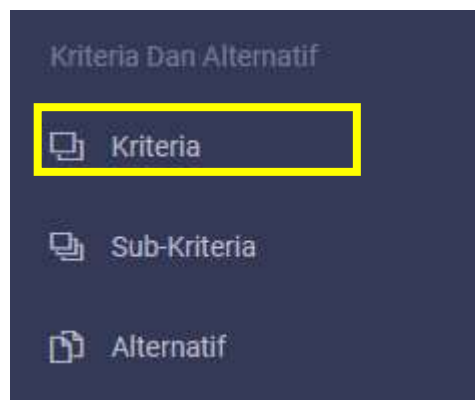 Kriteria Dan Alternatif
Kriteria
Sub-Kriteria
Alternatif